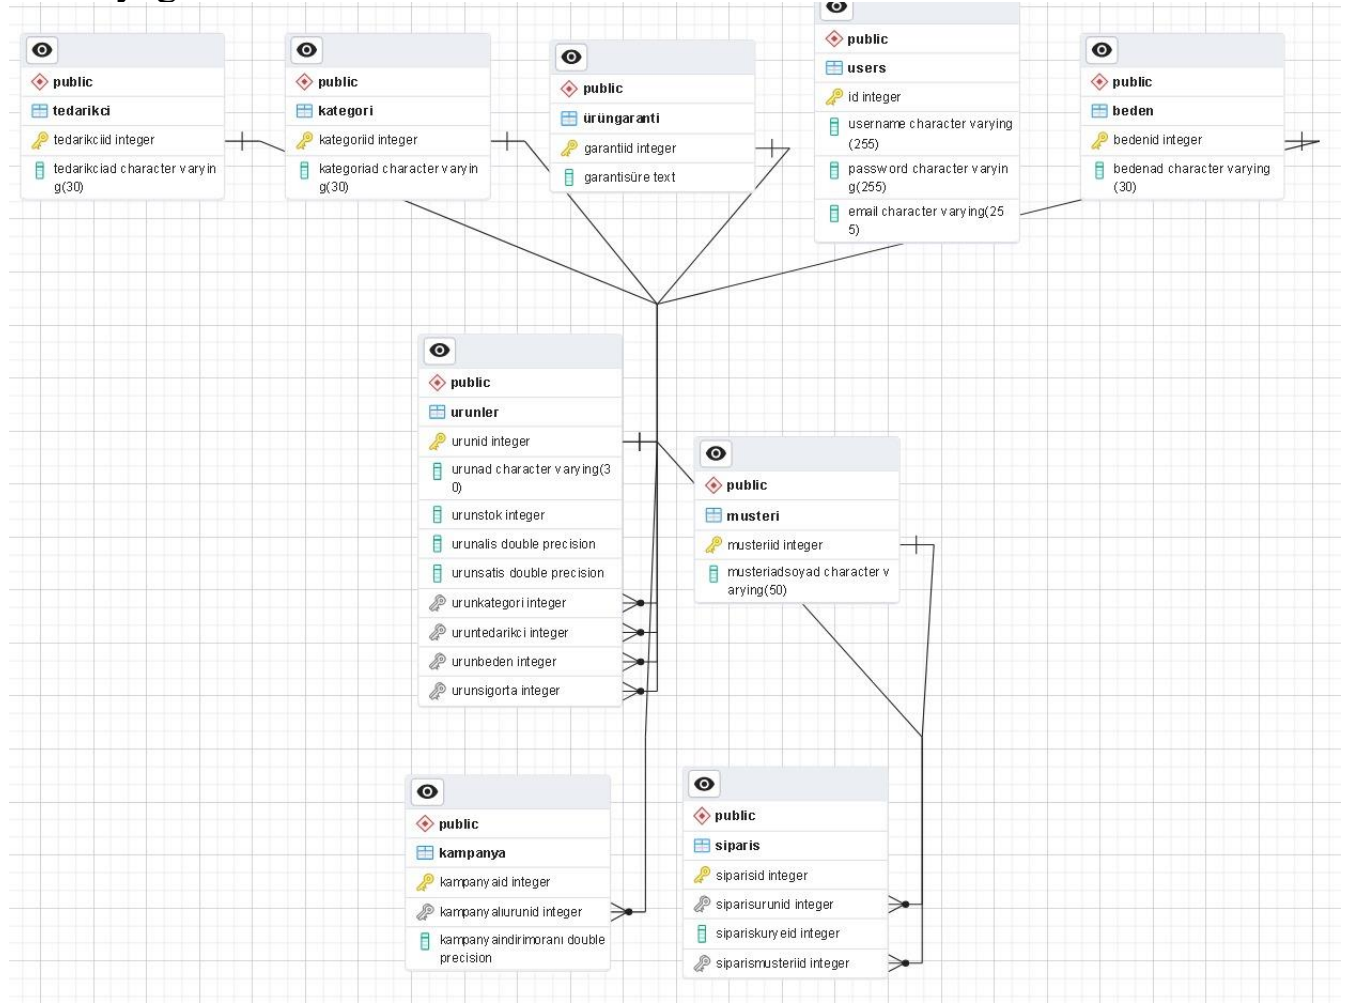 public
tedarikci
tedarikciid integer
tedarikciad character varyin
g(30)
public
kategori
kategoriid integer
kategoriad character varyin
g(30)
public
ürüngaranti
garantiid integer
garantisüre text
public
users
id integer
username character varying
(255)
password character varyin
g(255)
email character varying(25
5)
public
beden
bedenid integer
bedenad character varying
(30)
public
urunler
urunid integer
urunad character varying(3
0)
urunstok integer
urunalis double precision
urunsatis double precision
urunkategori integer
uruntedarikci integer
urunbeden integer
urunsigorta integer
public
musteri
musteriid integer
musteriadsoyad character v
arying(50)
public
kampanya
kampanyaid integer
kampanyalıurunid integer
kampanyaindirimoranı double
precision
public
siparis
siparisid integer
siparisurunid integer
spariskuryeid integer
siparismusteriid integer